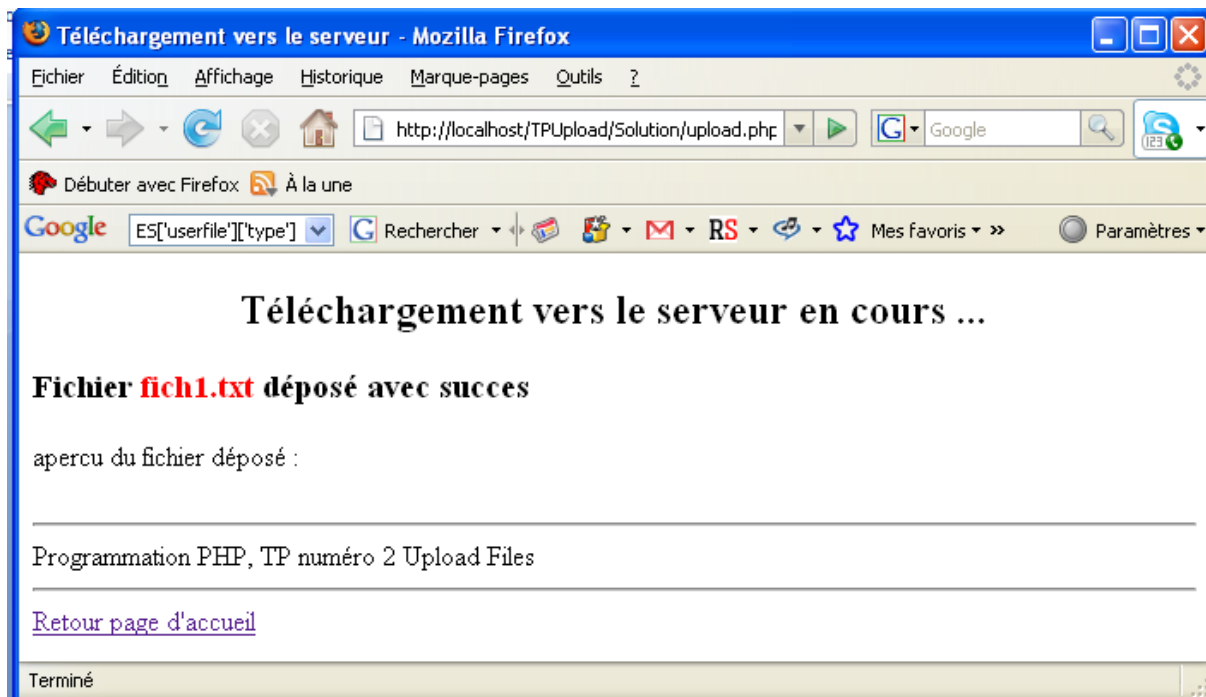 Téléchargement vers le serveur - Mozilla Firefox
Fichier Édition Affichage Historique Marque-pages Outils ?
http://localhost/TPUpload/Solution/upload.php G Google
123
Débuter avec Firefox À la une
Google ES['userfile']['type'] G Rechercher M RS Mes favoris » Paramètres
Téléchargement vers le serveur en cours ...
Fichier fich1.txt déposé avec succes
apercu du fichier déposé :
Programmation PHP, TP numéro 2 Upload Files
Retour page d'accueil
Terminé